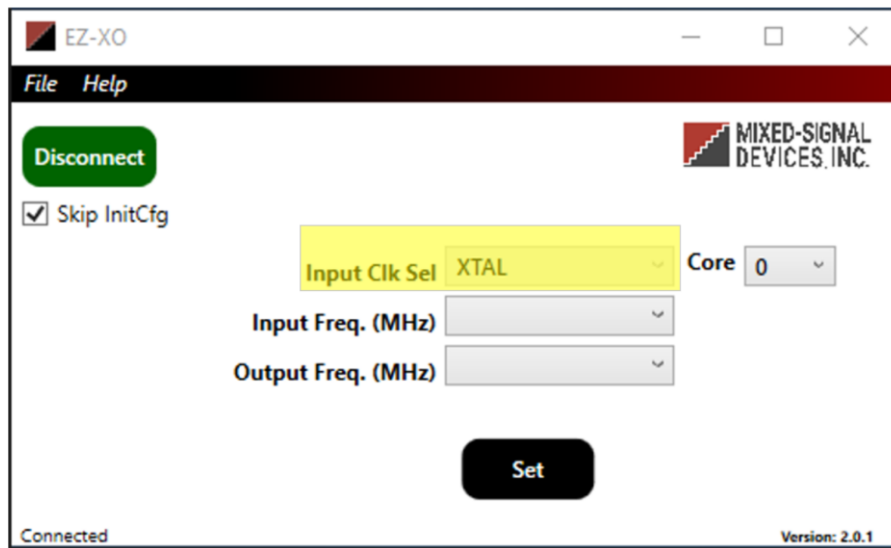 EZ-XO
File Help
Disconnect
MIXED-SIGNAL
DEVICES, INC.
Skip InitCfg
Input Clk Sel XTAL Core 0
Input Freq. (MHz)
Output Freq. (MHz)
Set
Connected Version: 2.0.1